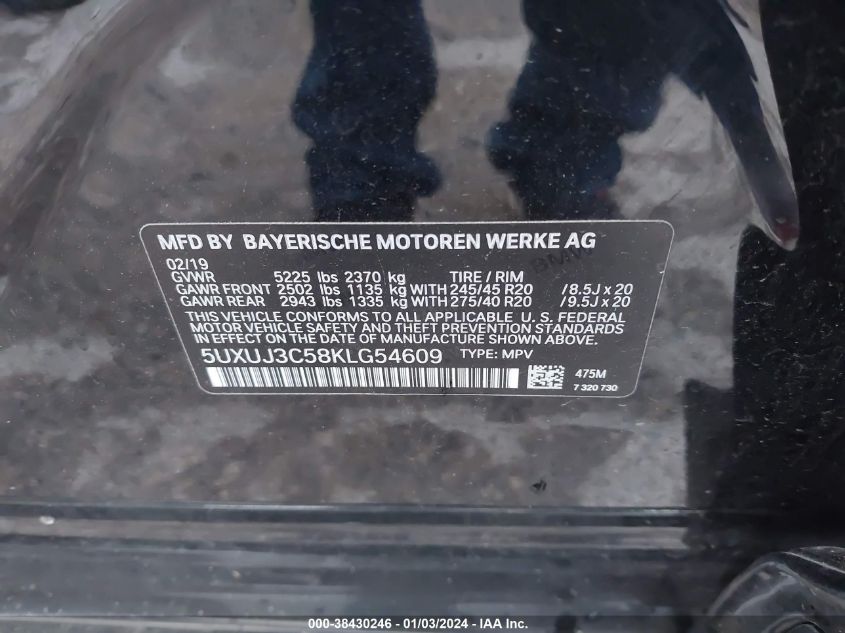 MFD BY BAYERISCHE MOTOREN WERKE AG
02/19
GVWR 5225 lbs 2370 kg TIRE / RIM
GAWR FRONT 2502 lbs 1135 kg WITH 245/45 R20 /8.5J x 20
GAWR REAR 2943 lbs 1335 kg WITH 275/40 R20 /9.5J x 20
THIS VEHICLE CONFORMS TO ALL APPLICABLE U. S. FEDERAL
MOTOR VEHICLE SAFETY AND THEFT PREVENTION STANDARDS
IN EFFECT ON THE DATE OF MANUFACTURE SHOWN ABOVE.
5UXUJ3C58KLG54609 TYPE: MPV
475M
7 320 730
BMW
000-38430246 - 01/03/2024 - IAA Inc.